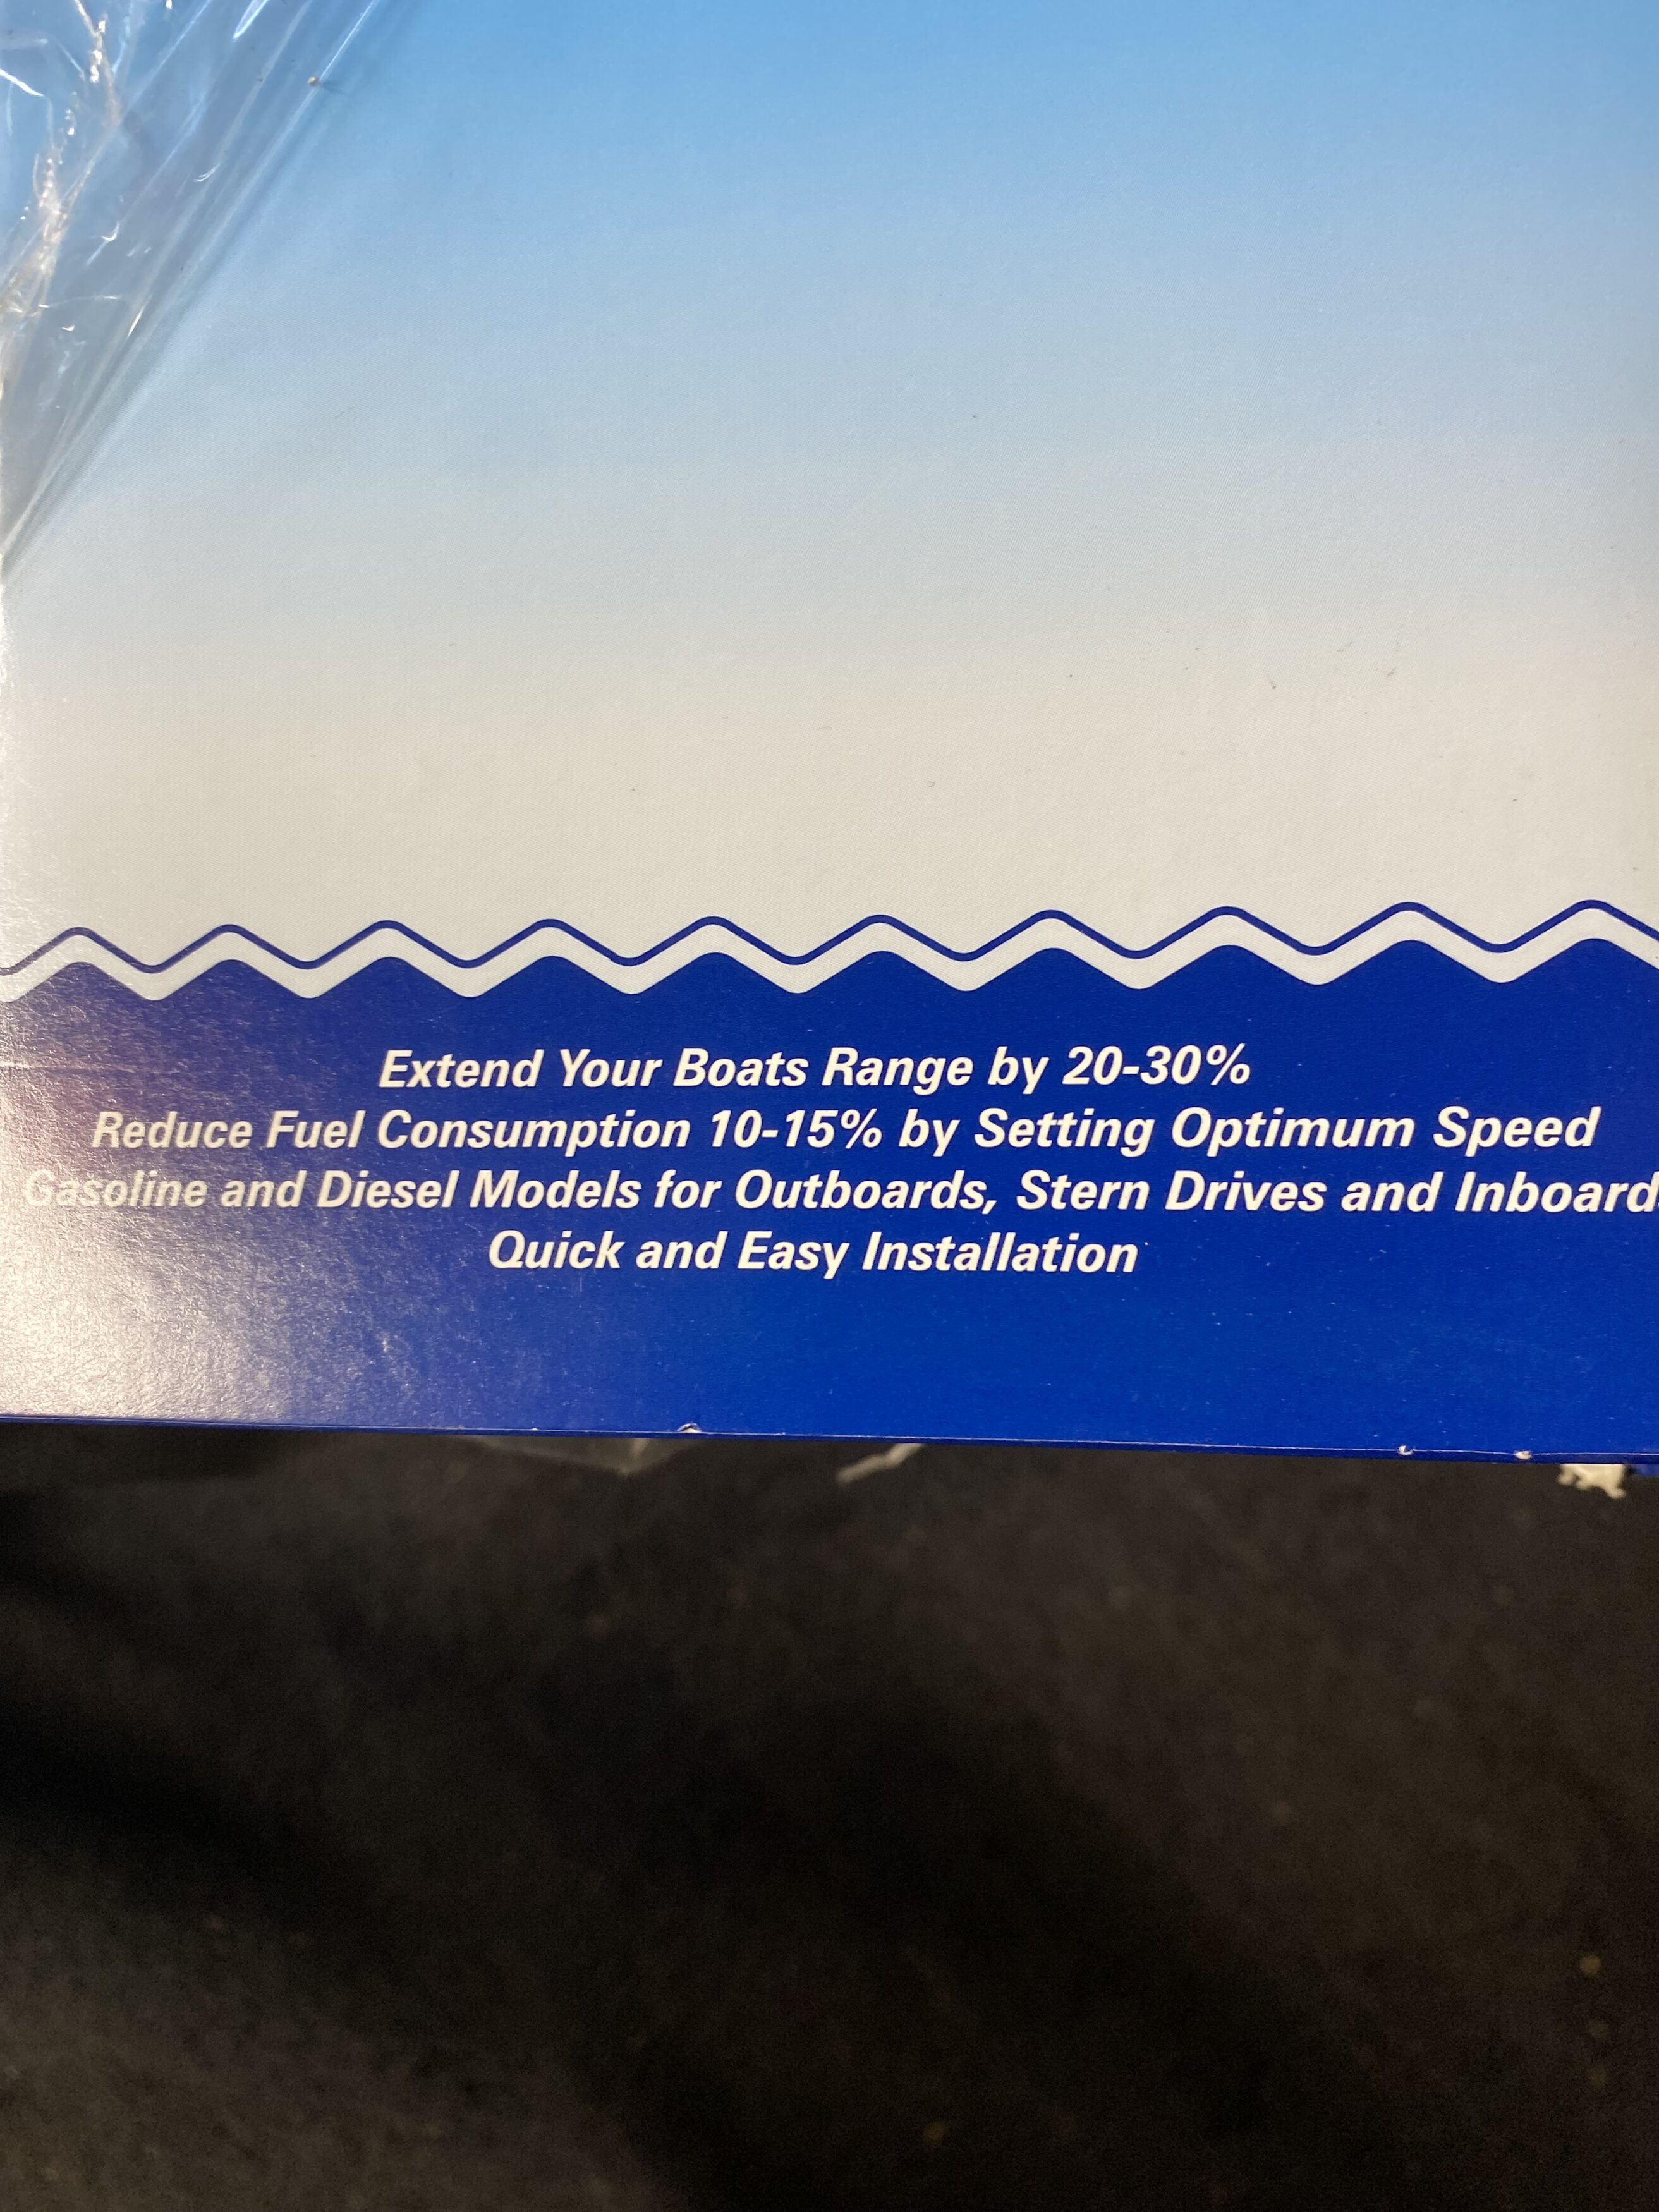 Extend Your Boats Range by 20-30%
Reduce Fuel Consumption 10-15% by Setting Optimum Speed
Gasoline and Diesel Models for Outboards, Stern Drives and Inboards
Quick and Easy Installation